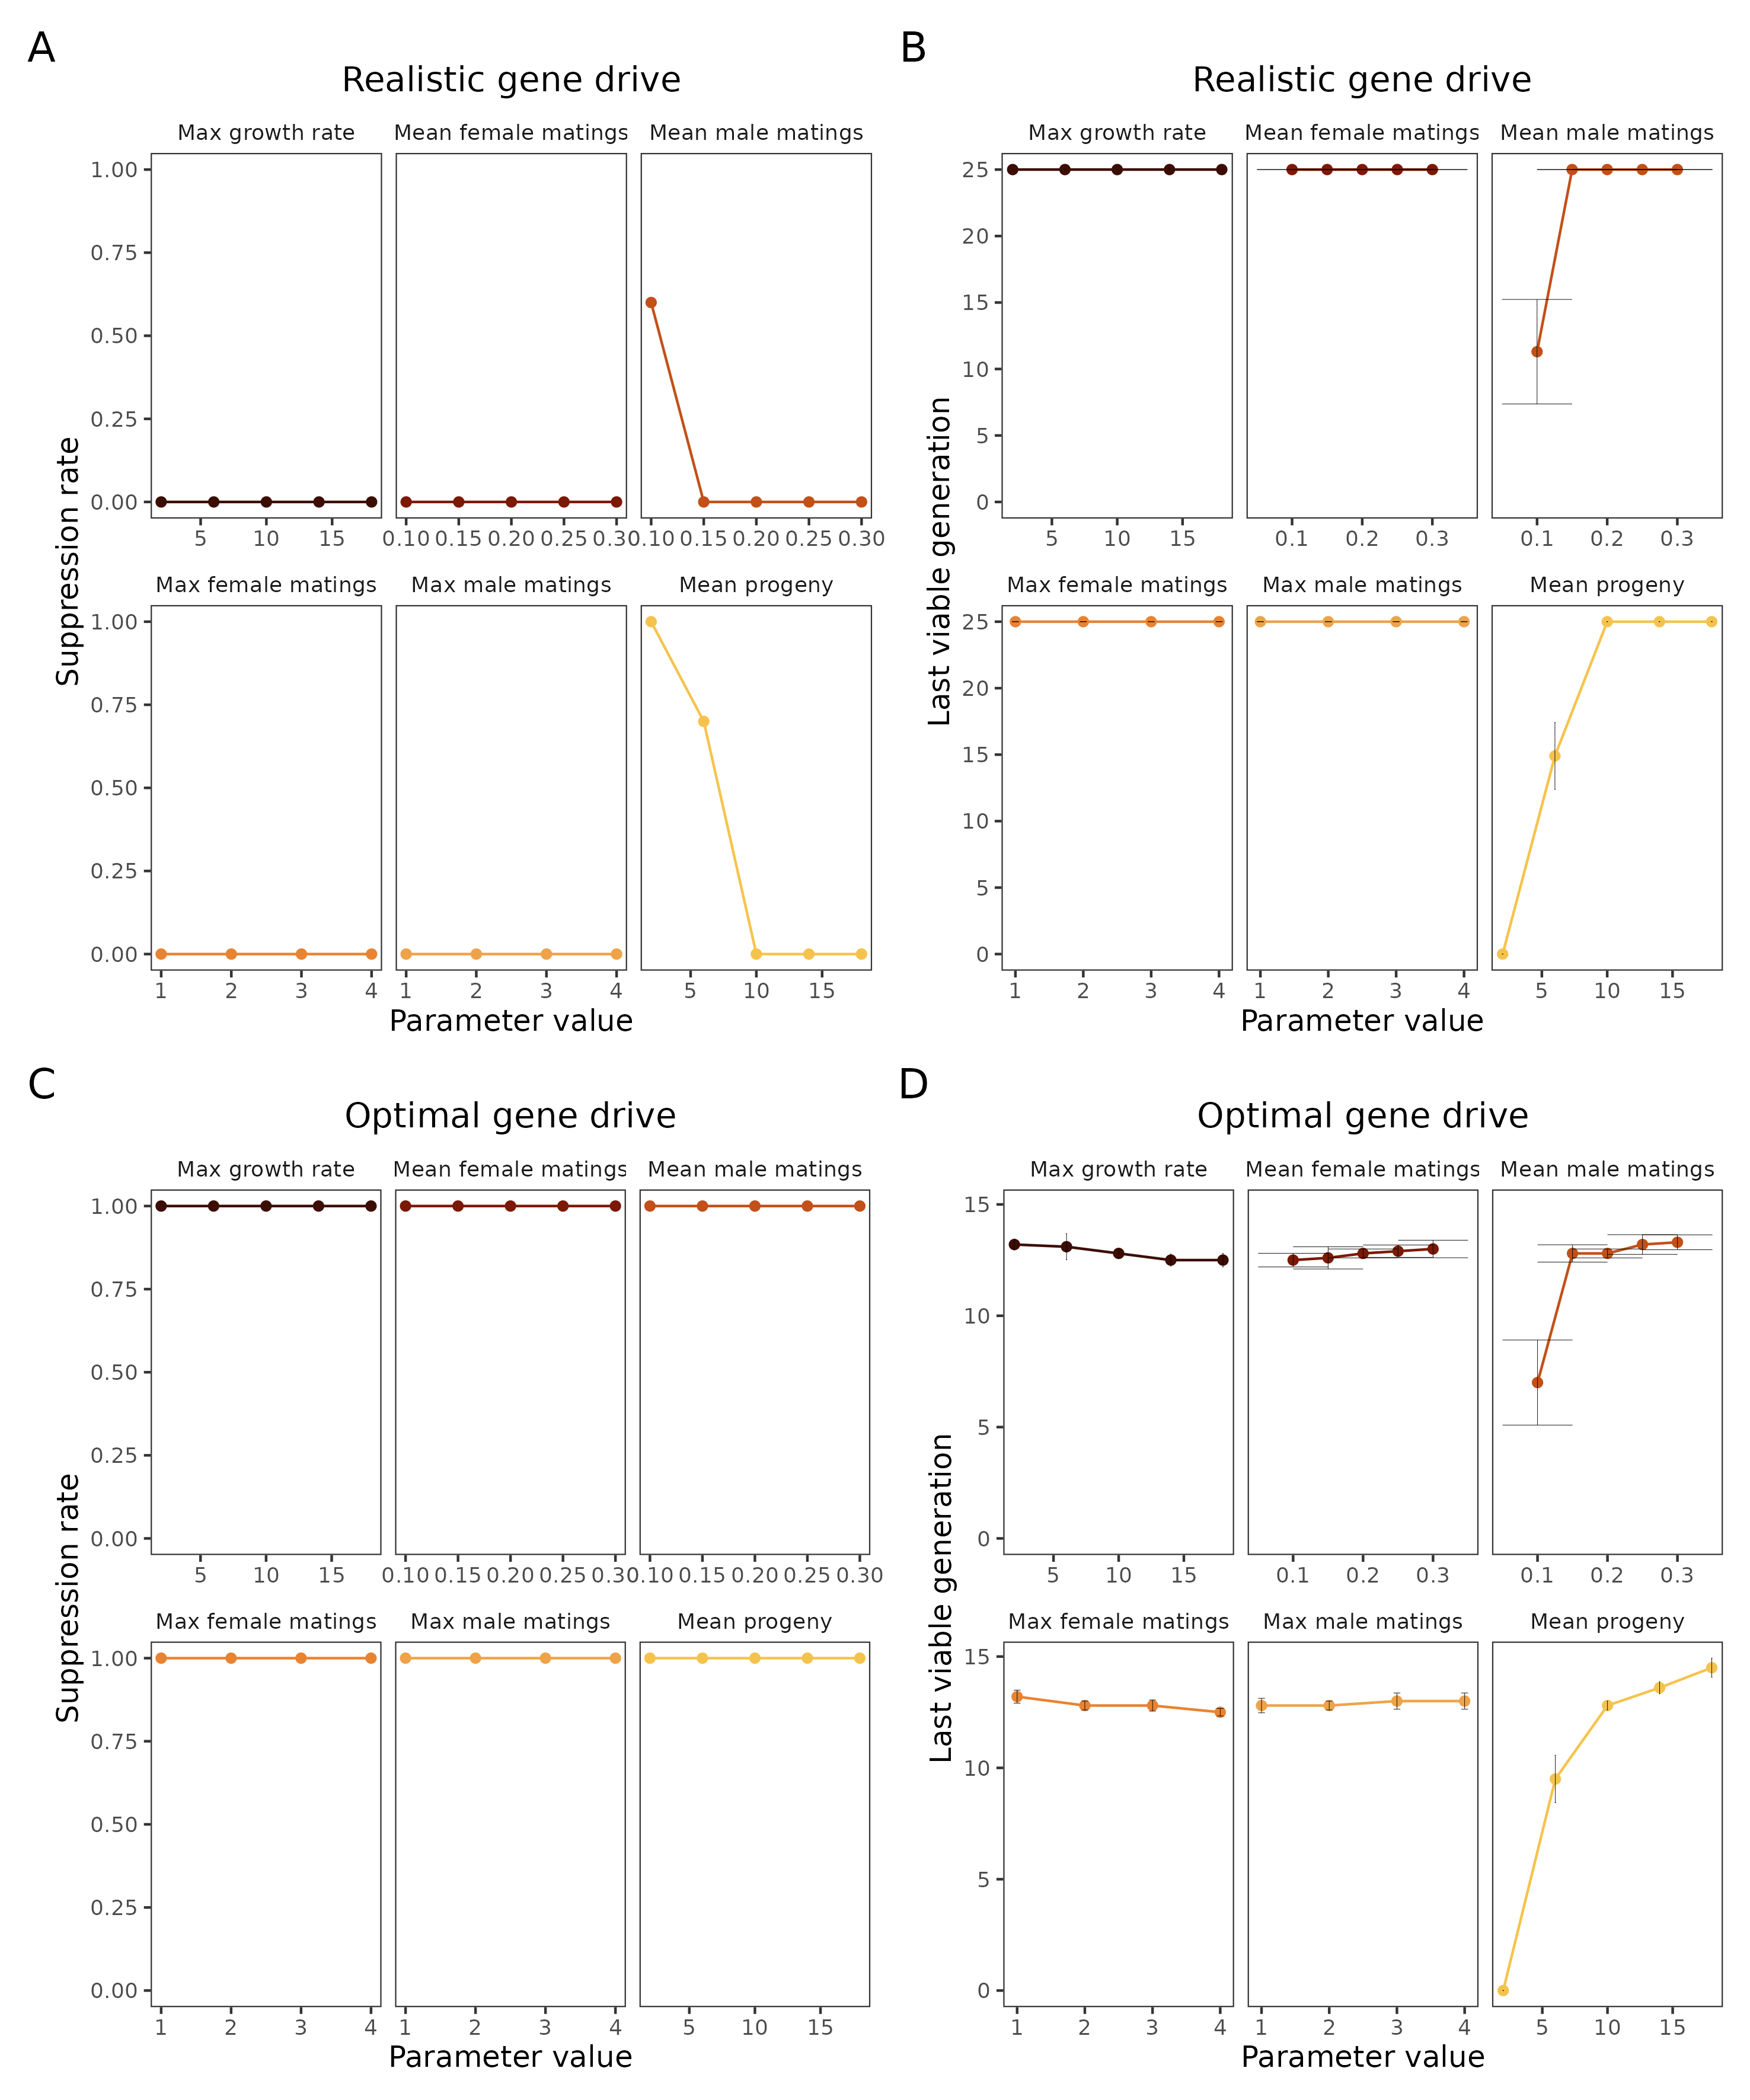 A
Realistic gene drive
Max growth rate Mean female matings Mean male matings
1.00
0.75
0.50
0.25
0.00
5 10 15 0.10 0.15 0.20 0.25 0.30 0.10 0.15 0.20 0.25 0.30
Suppression rate
Max female matings Max male matings Mean progeny
1.00
0.75
0.50
0.25
0.00
1 2 3 4 1 2 3 4 5 10 15
Parameter value
B
Realistic gene drive
Max growth rate Mean female matings Mean male matings
25
20
15
10
5
0
5 10 15 0.1 0.2 0.3 0.1 0.2 0.3
Last viable generation
Max female matings Max male matings Mean progeny
25
20
15
10
5
0
1 2 3 4 1 2 3 4 5 10 15
Parameter value
C
Optimal gene drive
Max growth rate Mean female matings Mean male matings
1.00
0.75
0.50
0.25
0.00
5 10 15 0.10 0.15 0.20 0.25 0.30 0.10 0.15 0.20 0.25 0.30
Suppression rate
Max female matings Max male matings Mean progeny
1.00
0.75
0.50
0.25
0.00
1 2 3 4 1 2 3 4 5 10 15
Parameter value
D
Optimal gene drive
Max growth rate Mean female matings Mean male matings
15
10
5
0
5 10 15 0.1 0.2 0.3 0.1 0.2 0.3
Last viable generation
Max female matings Max male matings Mean progeny
15
10
5
0
1 2 3 4 1 2 3 4 5 10 15
Parameter value